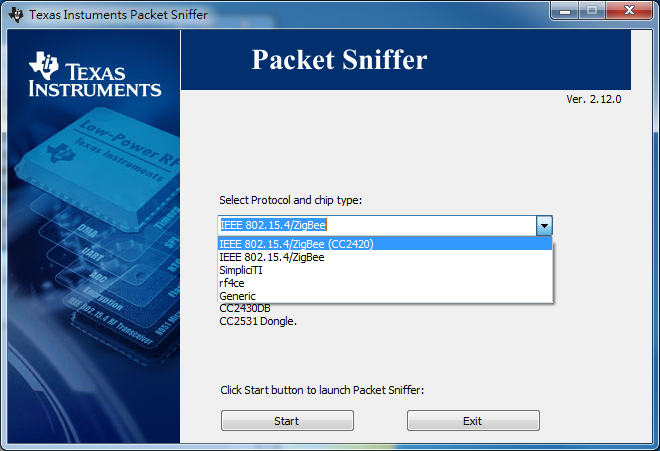 Texas Instuments Packet Sniffer
TEXAS
INSTRUMENTS
Packet Sniffer
Ver. 2.12.0
Low-Power RF
Texas Instruments
DMA
UART
ADC
Encryption
IEEE 802.15.4 RF Transceiver
Timers
8051 Mic
Select Protocol and chip type:
IEEE 802.15.4/ZigBee
IEEE 802.15.4/ZigBee (CC2420)
IEEE 802.15.4/ZigBee
SimpliciTI
rf4ce
Generic
CC2430DB
CC2531 Dongle.
Click Start button to launch Packet Sniffer:
Start
Exit